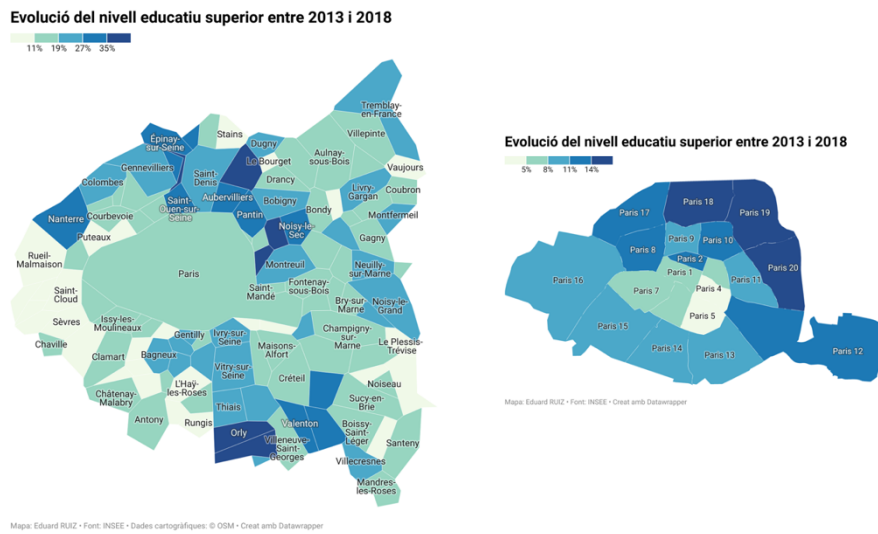 Evolució del nivell educatiu superior entre 2013 i 2018
11% 19% 27% 35%
Tremblay-
en-France
Stains
Villepinte
Épinay-
sur-Seine
Dugny
Aulnay-
sous-Bois
Le Bourget
Vaujours
Gennevilliers
Saint-
Denis
Drancy
Colombes
Livry-
Gargan
Coubron
Aubervilliers
Bobigny
Saint-
Ouen-sur-
Seine
Bondy
Montfermeil
Nanterre
Courbevoie
Pantin
Noisy-le-
Sec
Gagny
Puteaux
Rueil-
Malmaison
Montreuil
Neuilly-
sur-Marne
Paris
Saint-
Cloud
Saint-
Mandé
Fontenay-
sous-Bois
Bry-sur-
Marne
Noisy-le-
Grand
Sèvres
Issy-les-
Moulineaux
Chaville
Gentilly
Ivry-sur-
Seine
Champigny-
sur-
Marne
Clamart
Bagneux
Maisons-
Alfort
Le Plessis-
Trévise
Vitry-sur-
Seine
Créteil
L'Haÿ-
les-Roses
Noiseau
Châtenay-
Malabry
Thiais
Sucy-en-
Brie
Antony
Rungis
Valenton
Boissy-
Saint-
Léger
Orly
Villeneuve-
Saint-
Georges
Santeny
Villecresnes
Mandres-
les-Roses
Mapa: Eduard RUIZ • Font: INSEE • Dades cartogràfiques: © OSM • Creat amb Datawrapper
Evolució del nivell educatiu superior entre 2013 i 2018
5% 8% 11% 14%
Paris 18
Paris 17
Paris 19
Paris 9
Paris 10
Paris 8
Paris 2
Paris 20
Paris 1
Paris 11
Paris 16
Paris 7
Paris 4
Paris 5
Paris 15
Paris 14
Paris 13
Paris 12
Mapa: Eduard RUIZ • Font: INSEE • Creat amb Datawrapper